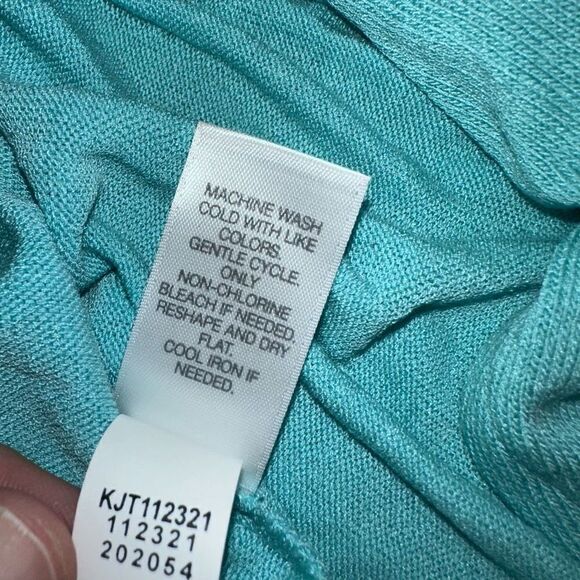 MACHINE WASH
COLD WITH LIKE
COLORS.
GENTLE CYCLE.
ONLY
NON-CHLORINE
BLEACH IF NEEDED.
RESHAPE AND DRY
FLAT.
COOL IRON IF
NEEDED.
KJT112321
112321
202054